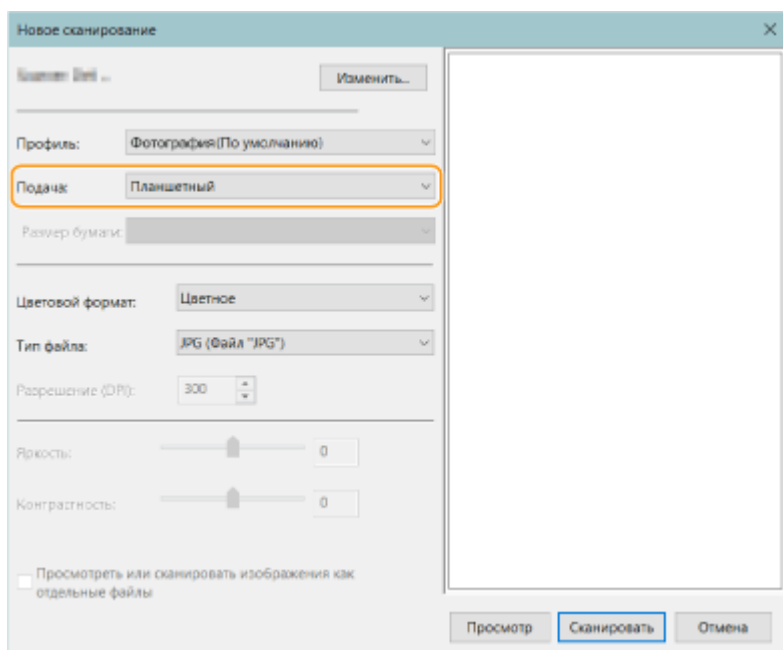 Новое сканирование
Изменить...
Профиль: Фотография(По умолчанию)
Подача: Планшетный
Размер бумаги:
Цветовой формат: Цветное
Тип файла: JPG (Файл "JPG")
Разрешение (DPI): 300
Яркость: 0
Контрастность: 0
Просмотреть или сканировать изображения как
отдельные файлы
Просмотр Сканировать Отмена